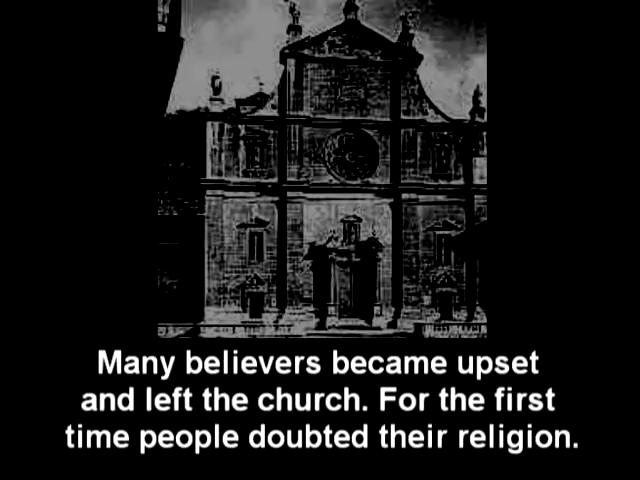 Many believers became upset
and left the church. For the first
time people doubted their religion.